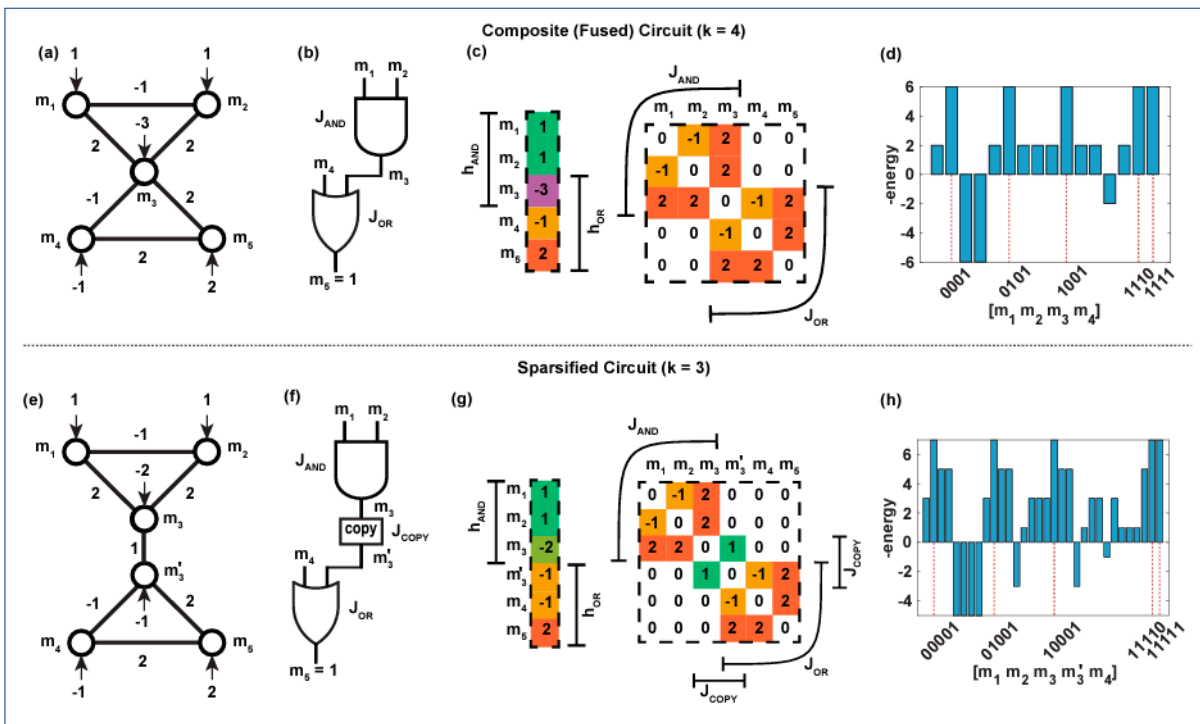 Composite (Fused) Circuit (k = 4)
(a)
1 1
-1
m1 m2
-3
2 2
m3
-1 2
m4 m5
2
-1 2
(b)
m1 m2
JAND
m4
m3
JOR
m5 = 1
(c)
hAND
hOR
m1 1
m2 1
m3 -3
m4 -1
m5 2
JAND
m1 m2 m3 m4 m5
0 -1 2 0 0
-1 0 2 0 0
2 2 0 -1 2
0 0 -1 0 2
0 0 2 2 0
JOR
(d)
-energy
6
4
2
0
-2
-4
-6
0001 0101 1001 1110 1111
[m1 m2 m3 m4]
Sparsified Circuit (k = 3)
(e)
1 1
-1
m1 m2
-2
2 2
m3
1
m'3
-1 -1 2
m4 m5
2
-1 2
(f)
m1 m2
JAND
m3
copy JCOPY
m4 m'3
JOR
m5 = 1
(g)
hAND
hOR
m1 1
m2 1
m3 -2
m'3 -1
m4 -1
m5 2
JAND
m1 m2 m3 m'3 m4 m5
0 -1 2 0 0 0
-1 0 2 0 0 0
2 2 0 1 0 0
0 0 1 0 -1 2
0 0 0 -1 0 2
0 0 0 2 2 0
JCOPY
JOR
JCOPY
(h)
-energy
6
4
2
0
-2
-4
00001 01001 10001 11110 11111
[m1 m2 m3 m'3 m4]